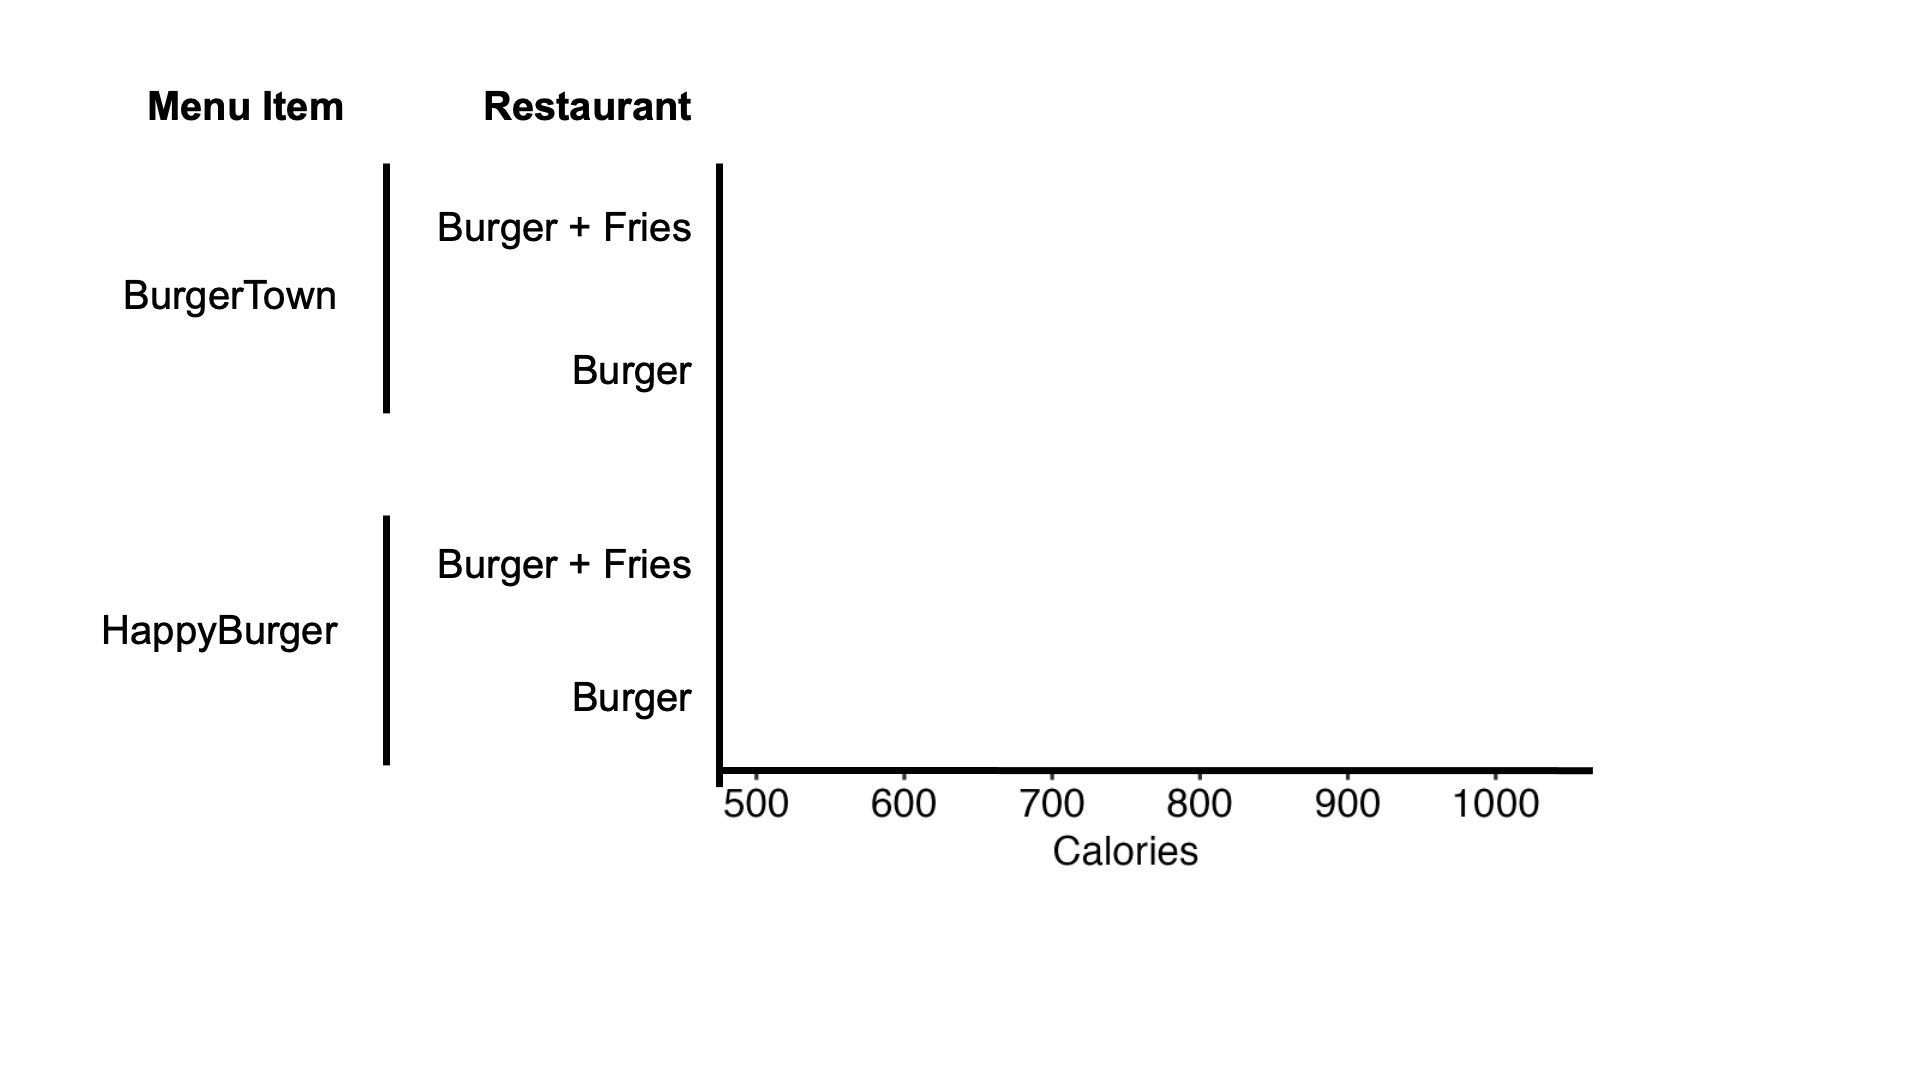 Menu Item Restaurant
Burger + Fries
BurgerTown
Burger
Burger + Fries
HappyBurger
Burger
500 600 700 800 900 1000
Calories